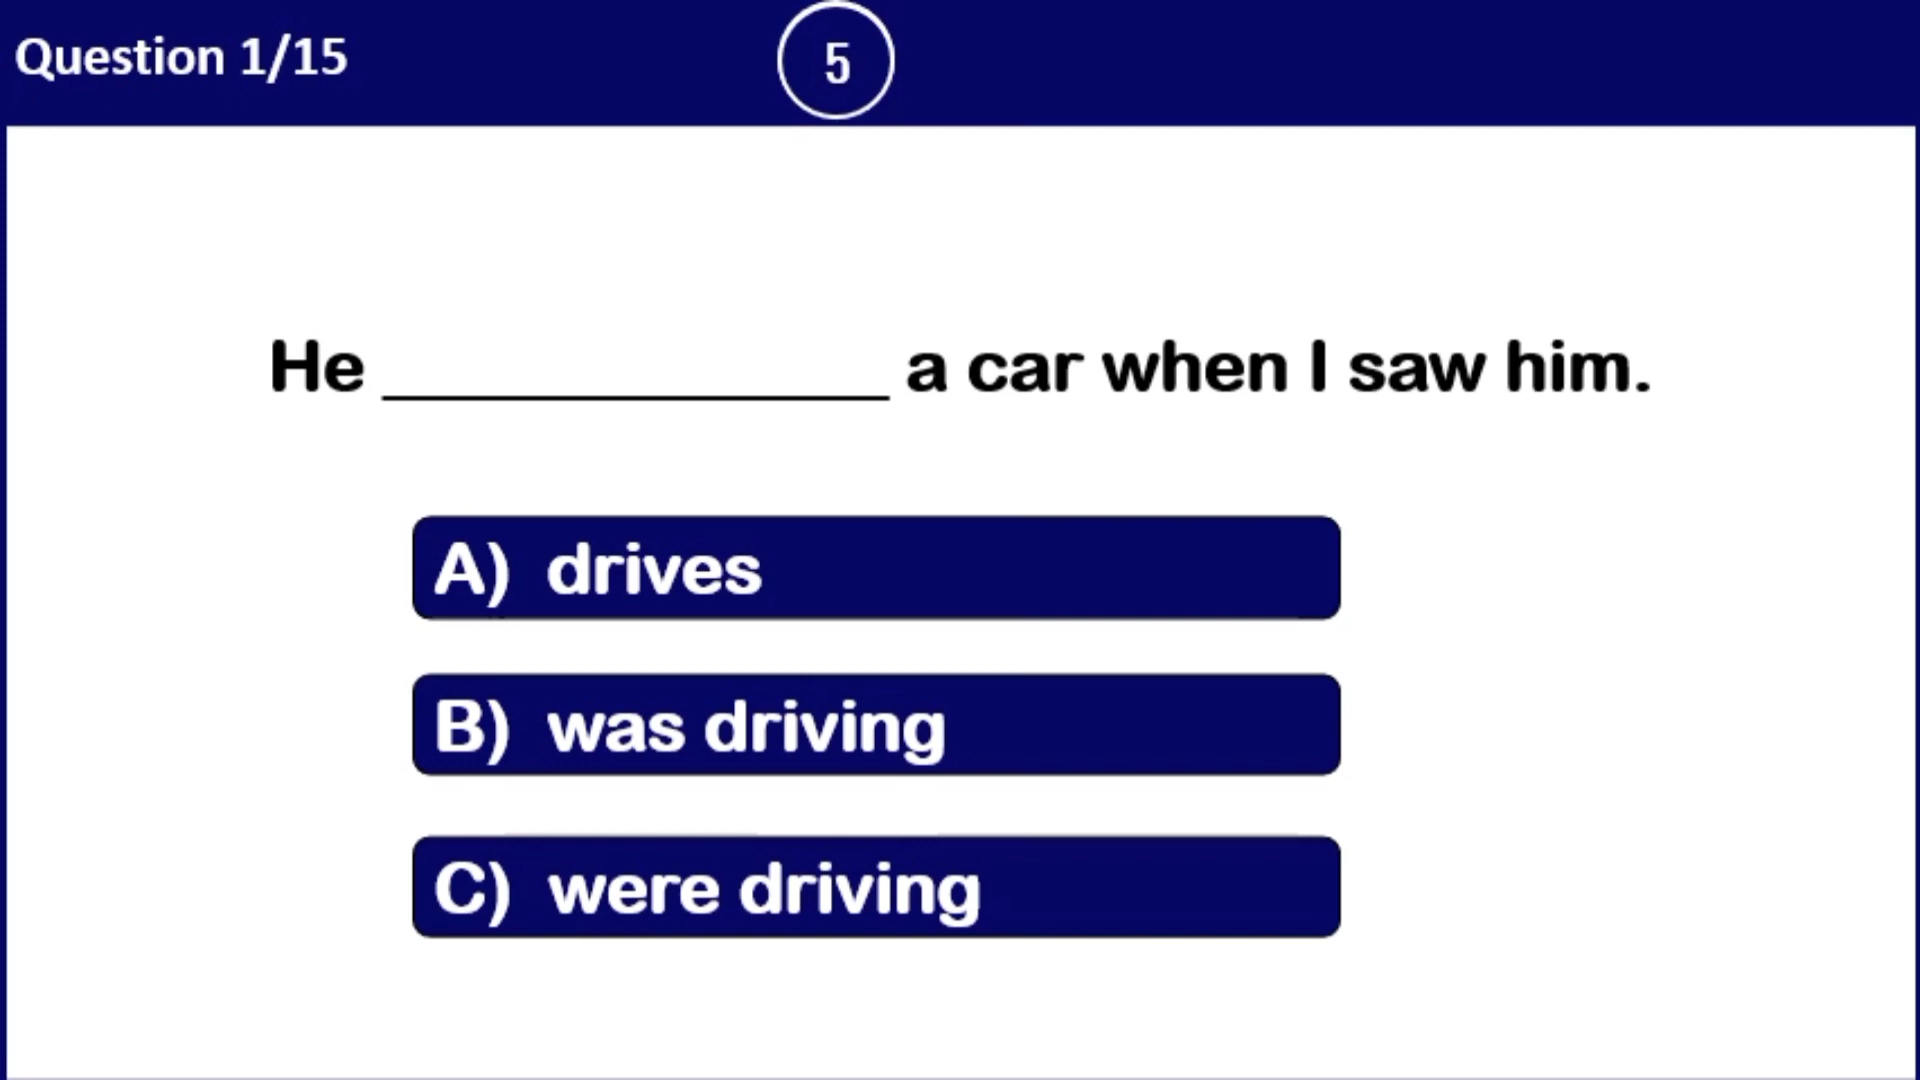 Question 1/15
5
He ______________ a car when I saw him.
A) drives
B) was driving
C) were driving